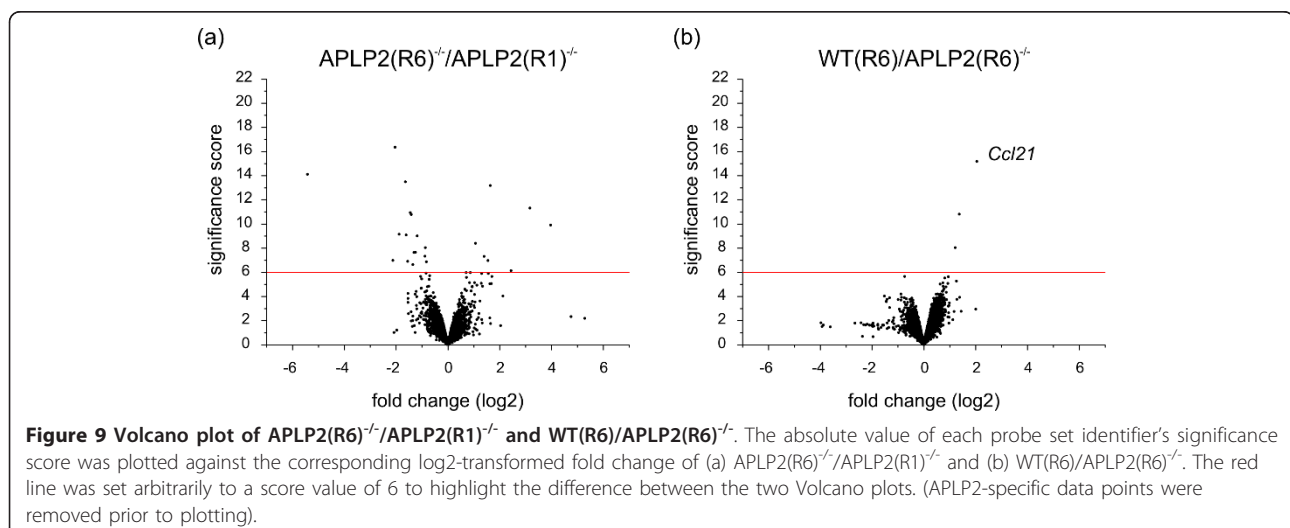 (a)
APLP2(R6)-/-/APLP2(R1)-/-
22
20
18
16
14
12
10
8
6
4
2
0
significance score
-6
-4
-2
0
2
4
6
fold change (log2)
(b)
WT(R6)/APLP2(R6)-/-
22
20
18
16
14
12
10
8
6
4
2
0
significance score
Ccl21
-6
-4
-2
0
2
4
6
fold change (log2)
Figure 9 Volcano plot of APLP2(R6)-/-/APLP2(R1)-/- and WT(R6)/APLP2(R6)-/-. The absolute value of each probe set identifier's significance
score was plotted against the corresponding log2-transformed fold change of (a) APLP2(R6)-/-/APLP2(R1)-/- and (b) WT(R6)/APLP2(R6)-/-. The red
line was set arbitrarily to a score value of 6 to highlight the difference between the two Volcano plots. (APLP2-specific data points were
removed prior to plotting).